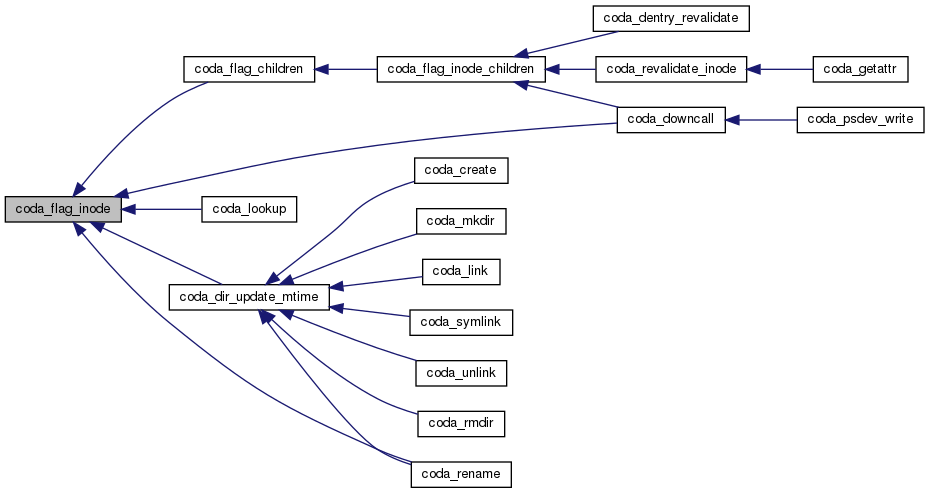 coda_dentry_revalidate
coda_flag_children
coda_flag_inode_children
coda_revalidate_inode
coda_getattr
coda_downcall
coda_psdev_write
coda_create
coda_flag_inode
coda_lookup
coda_mkdir
coda_link
coda_dir_update_mtime
coda_symlink
coda_unlink
coda_rmdir
coda_rename